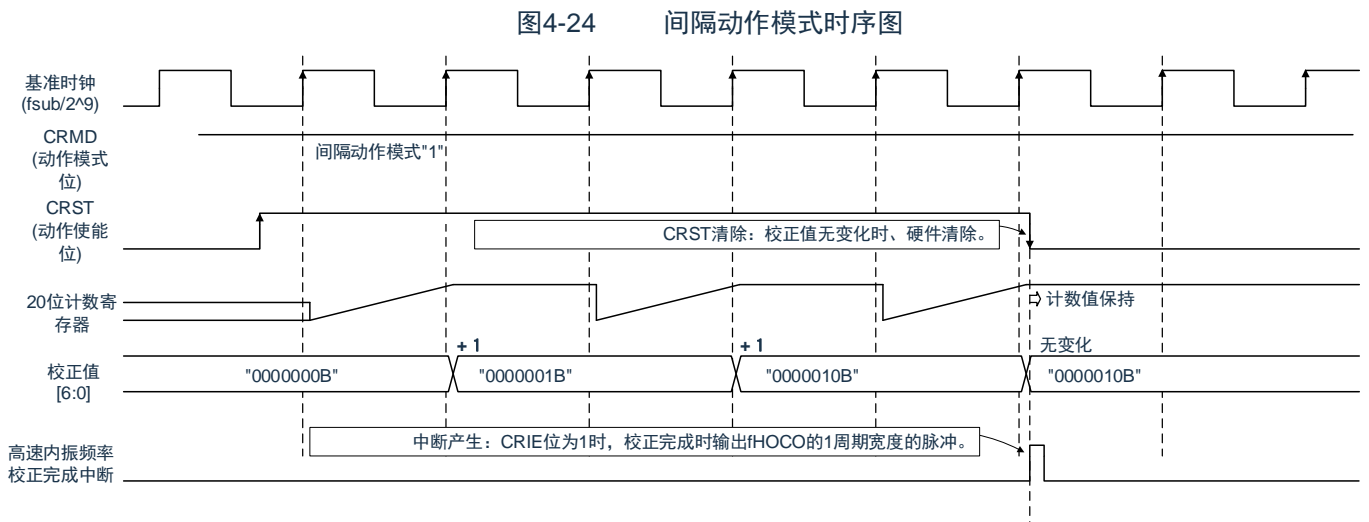 图4-24 间隔动作模式时序图
基准时钟
(fsub/2^9)
CRMD
(动作模式
位)
间隔动作模式"1"
CRST
(动作使能
位)
CRST清除：校正值无变化时、硬件清除。
20位计数寄
存器
计数值保持
+ 1
+ 1
无变化
校正值
[6:0]
"0000000B"
"0000001B"
"0000010B"
"0000010B"
中断产生：CRIE位为1时，校正完成时输出fHOCO的1周期宽度的脉冲。
高速内振频率
校正完成中断